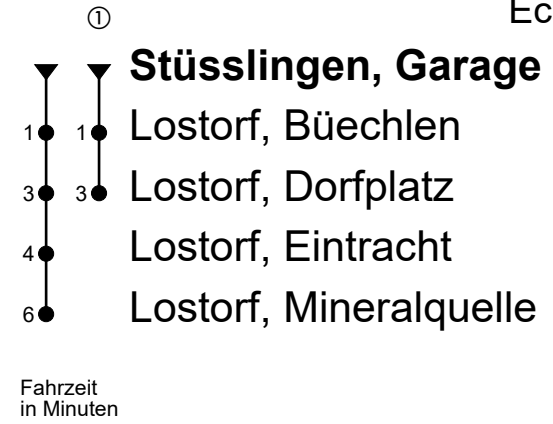 Ec
①
Stüsslingen, Garage
1 1 Lostorf, Büechlen
3 3 Lostorf, Dorfplatz
4 Lostorf, Eintracht
6 Lostorf, Mineralquelle
Fahrzeit
in Minuten